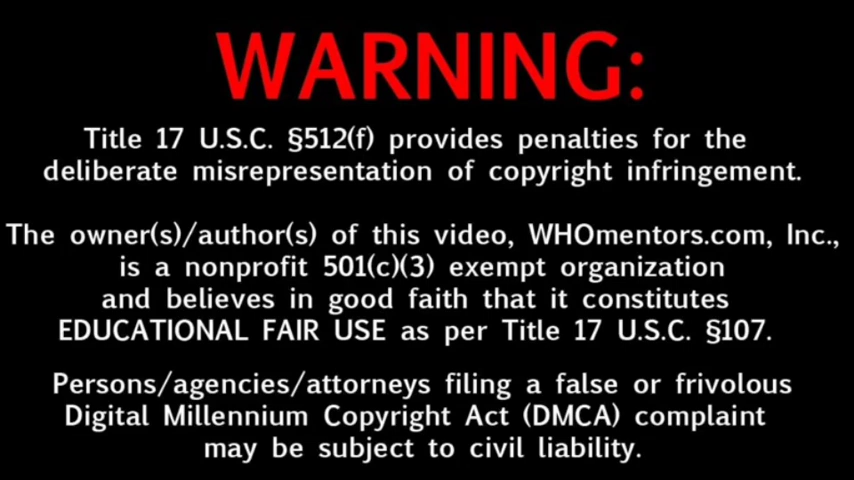 WARNING:
Title 17 U.S.C. §512(f) provides penalties for the
deliberate misrepresentation of copyright infringement.
The owner(s)/author(s) of this video, WHOmentors.com, Inc.,
is a nonprofit 501(c)(3) exempt organization
and believes in good faith that it constitutes
EDUCATIONAL FAIR USE as per Title 17 U.S.C. §107.
Persons/agencies/attorneys filing a false or frivolous
Digital Millennium Copyright Act (DMCA) complaint
may be subject to civil liability.